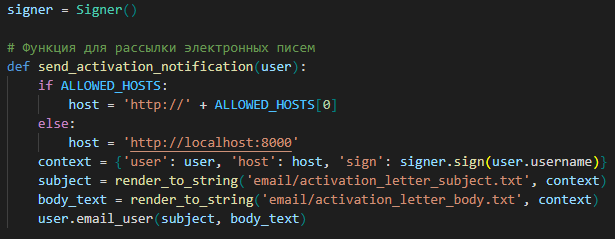 signer = Signer()
# Функция для рассылки электронных писем
def send_activation_notification(user):
if ALLOWED_HOSTS:
host = 'http://' + ALLOWED_HOSTS[0]
else:
host = 'http://localhost:8000'
context = {'user': user, 'host': host, 'sign': signer.sign(user.username)}
subject = render_to_string('email/activation_letter_subject.txt', context)
body_text = render_to_string('email/activation_letter_body.txt', context)
user.email_user(subject, body_text)